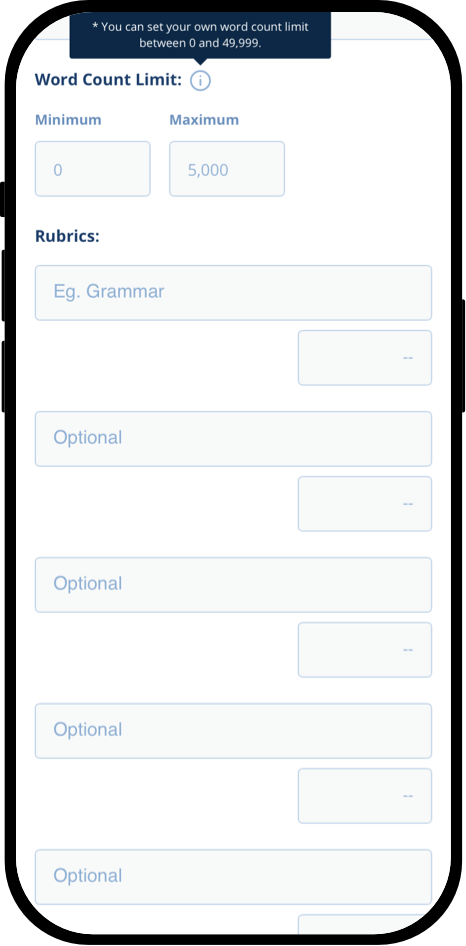 * You can set your own word count limit
between 0 and 49,999.
Word Count Limit: i
Minimum Maximum
0 5,000
Rubrics:
Eg. Grammar
--
Optional
--
Optional
--
Optional
--
Optional